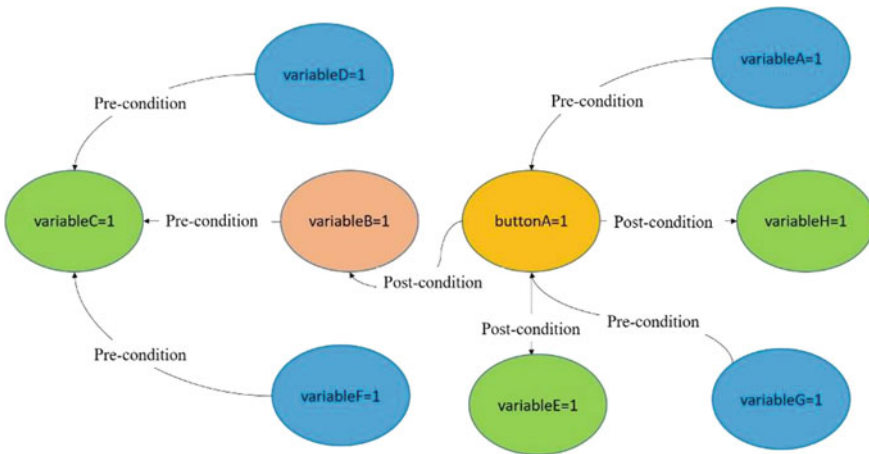 variableD=1
variableA=1
Pre-condition
Pre-condition
variableC=1
Pre-condition
variableB=1
buttonA=1
Post-condition
variableH=1
Post-condition
Post-condition
Pre-condition
Pre-condition
variableF=1
variableE=1
variableG=1